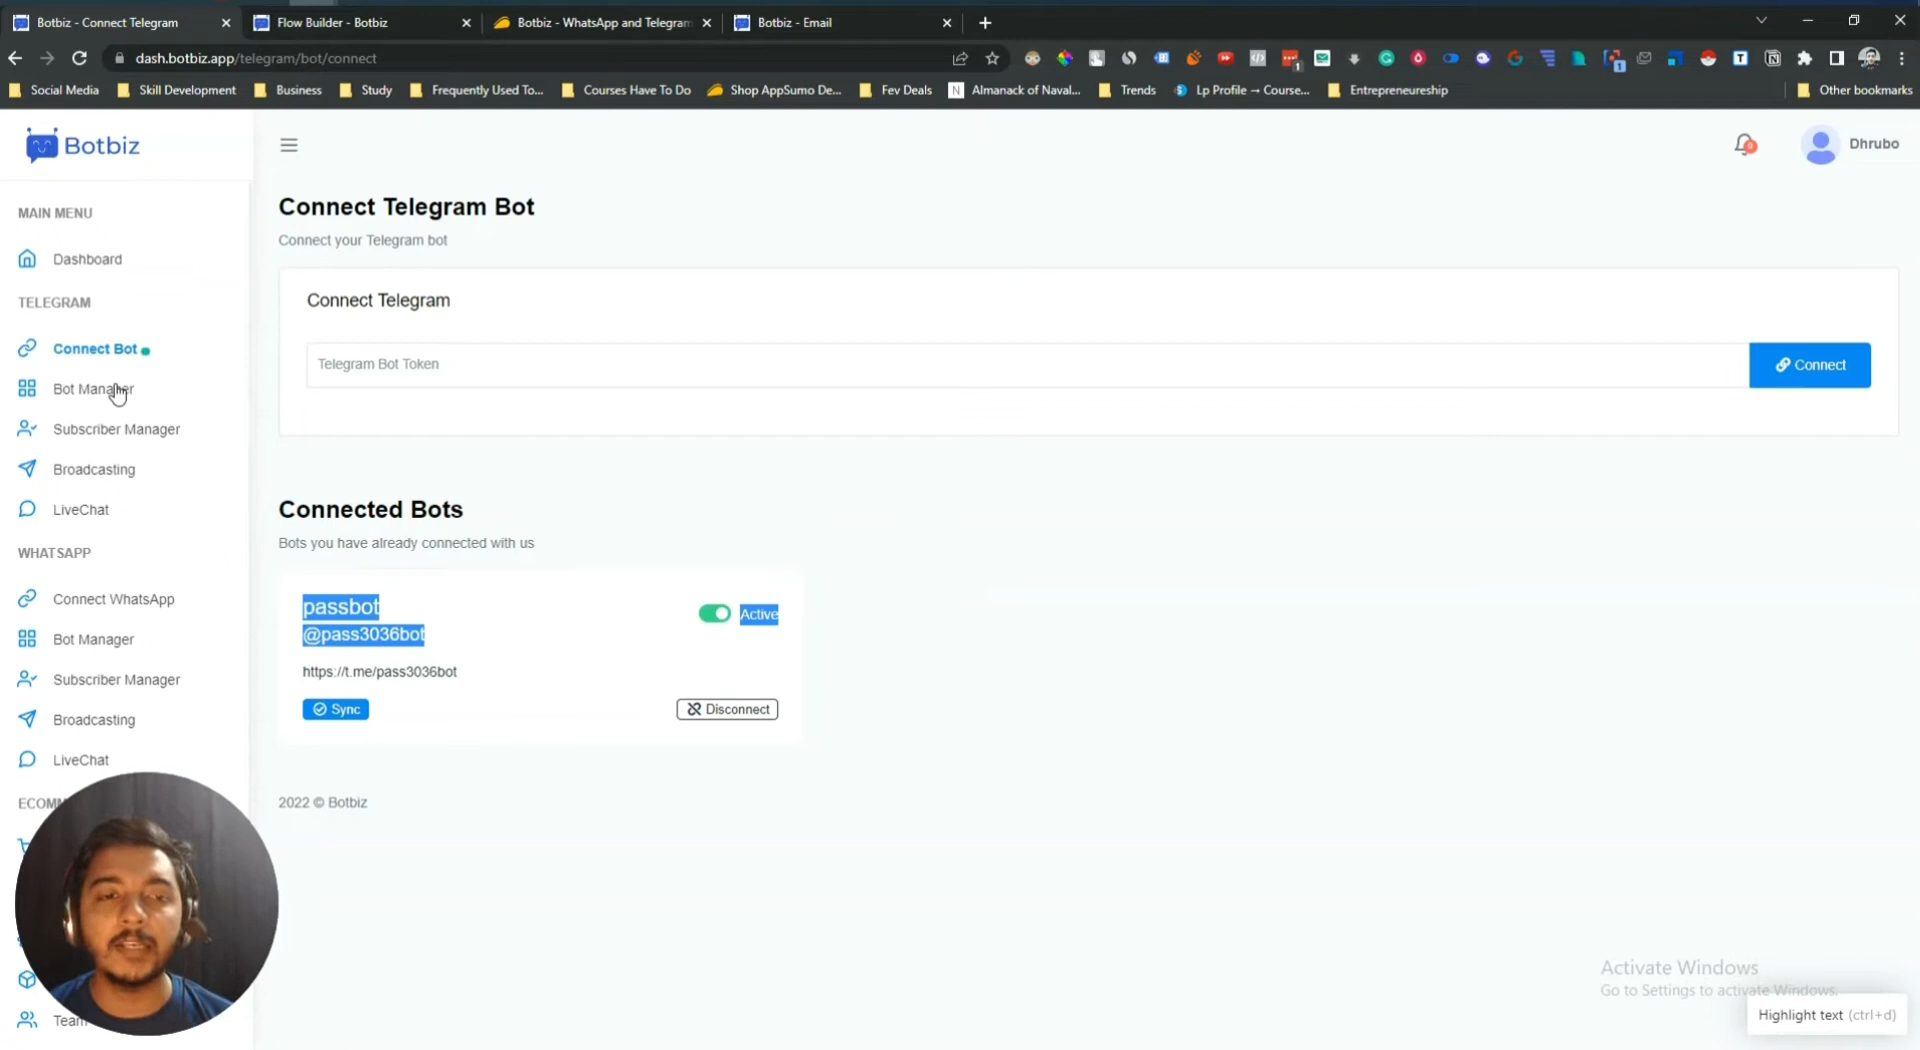 Botbiz - Connect Telegram
Flow Builder - Botbiz
Botbiz - WhatsApp and Telegram
Botbiz - Email
dash.botbiz.app/telegram/bot/connect
Social Media
Skill Development
Business
Study
Frequently Used To...
Courses Have To Do
Shop AppSumo De...
Fev Deals
Almanack of Naval...
Trends
Lp Profile → Course...
Entrepreneureship
Other bookmarks
Botbiz
Dhrubo
MAIN MENU
Dashboard
TELEGRAM
Connect Bot
Bot Manager
Subscriber Manager
Broadcasting
LiveChat
WHATSAPP
Connect WhatsApp
Bot Manager
Subscriber Manager
Broadcasting
LiveChat
Team
Connect Telegram Bot
Connect your Telegram bot
Connect Telegram
Telegram Bot Token
Connect
Connected Bots
Bots you have already connected with us
passbot
@pass3036bot
Active
https://t.me/pass3036bot
Sync
Disconnect
2022 © Botbiz
Activate Windows
Go to Settings to activate Windows.
Highlight text (ctrl+d)